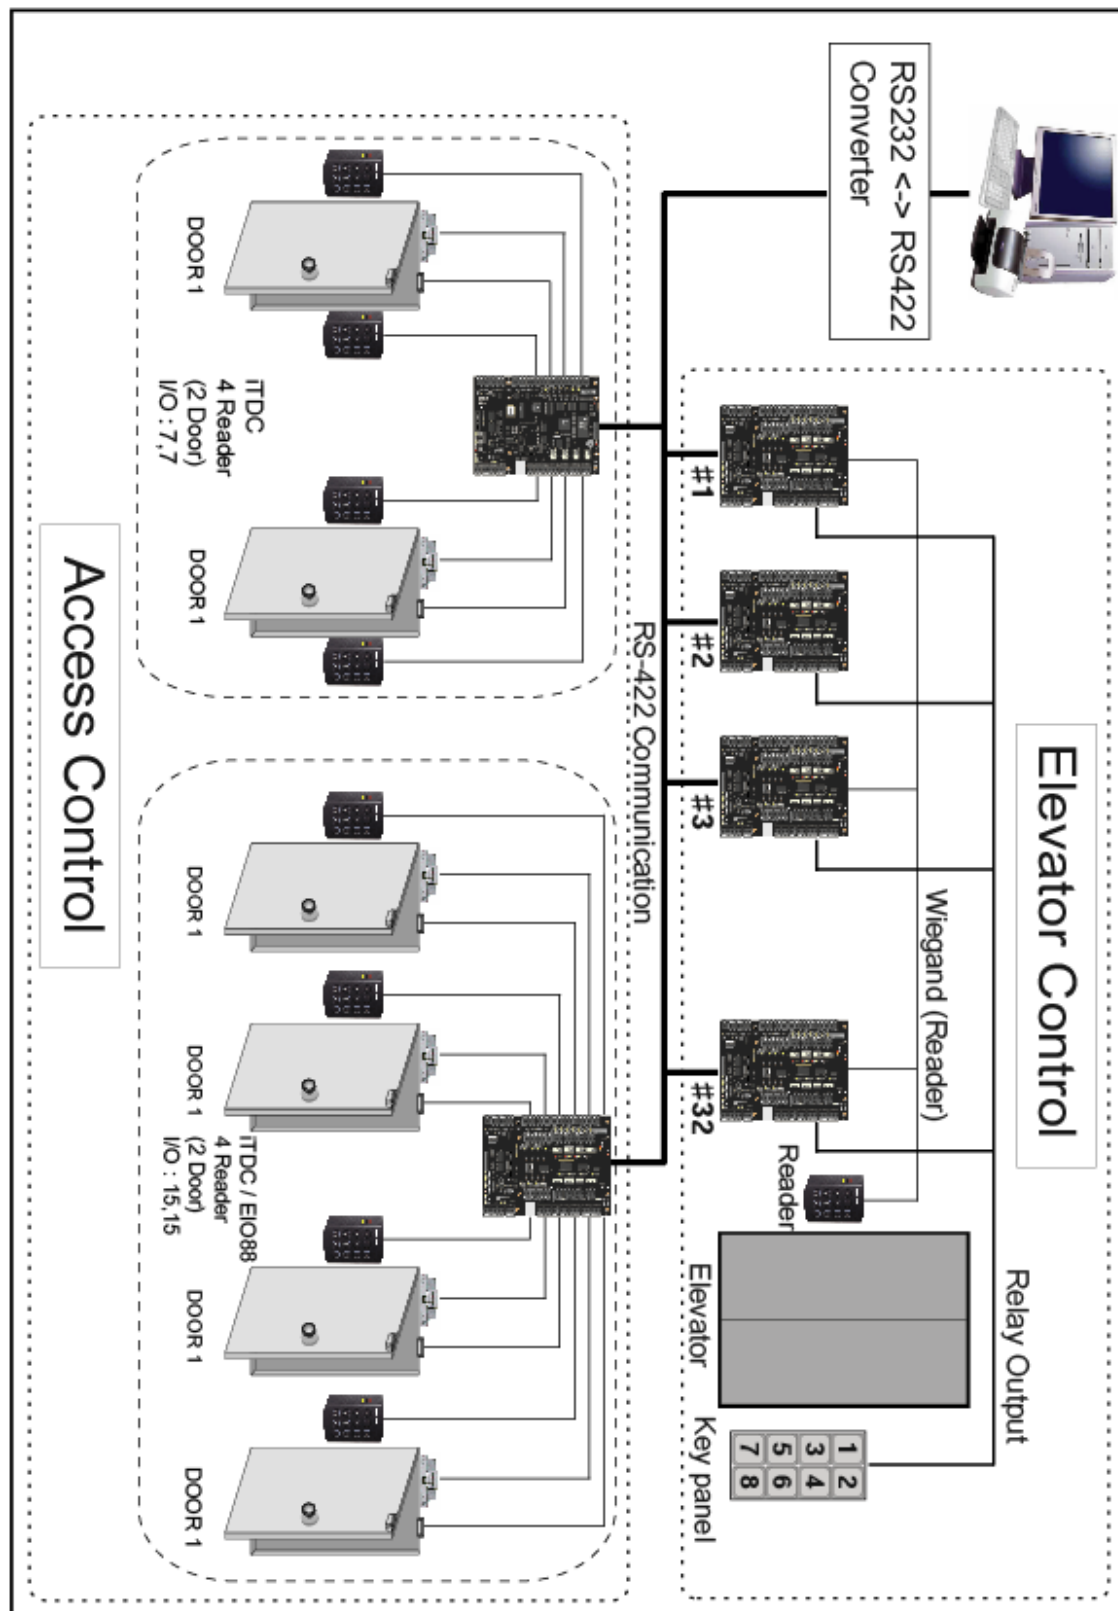 RS232 <-> RS422
Converter
Elevator Control
#1
#2
#3
#32
Wiegand (Reader)
Relay Output
Reader
Elevator
Key panel
1 2
3 4
5 6
7 8
RS-422 Communication
iTDC
4 Reader
(2 Door)
I/O : 7,7
DOOR 1
DOOR 1
iTDC / EIO88
4 Reader
(2 Door)
I/O : 15,15
DOOR 1
DOOR 1
DOOR 1
DOOR 1
Access Control